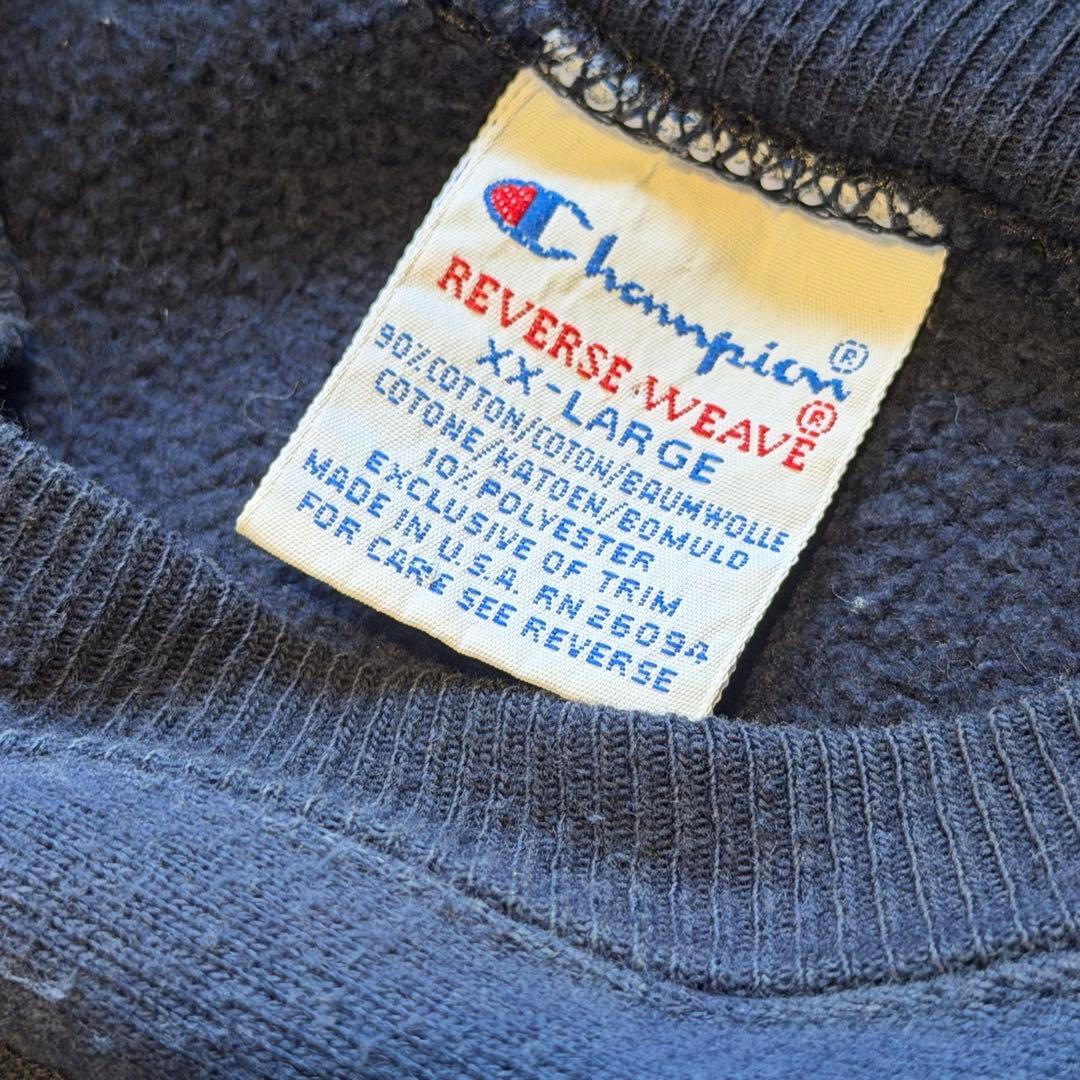 Champion®
REVERSE WEAVE®
XX-LARGE
90% COTTON/COTON/BAUMWOLLE
COTONE/KATOEN/BOMULD
10% POLYESTER
EXCLUSIVE OF TRIM
MADE IN U.S.A. RN 26094
FOR CARE SEE REVERSE